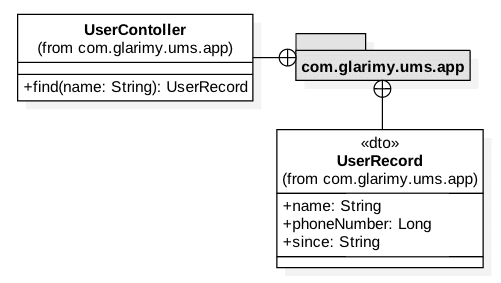 UserContoller
(from com.glarimy.ums.app)
+find(name: String): UserRecord
com.glarimy.ums.app
«dto»
UserRecord
(from com.glarimy.ums.app)
+name: String
+phoneNumber: Long
+since: String